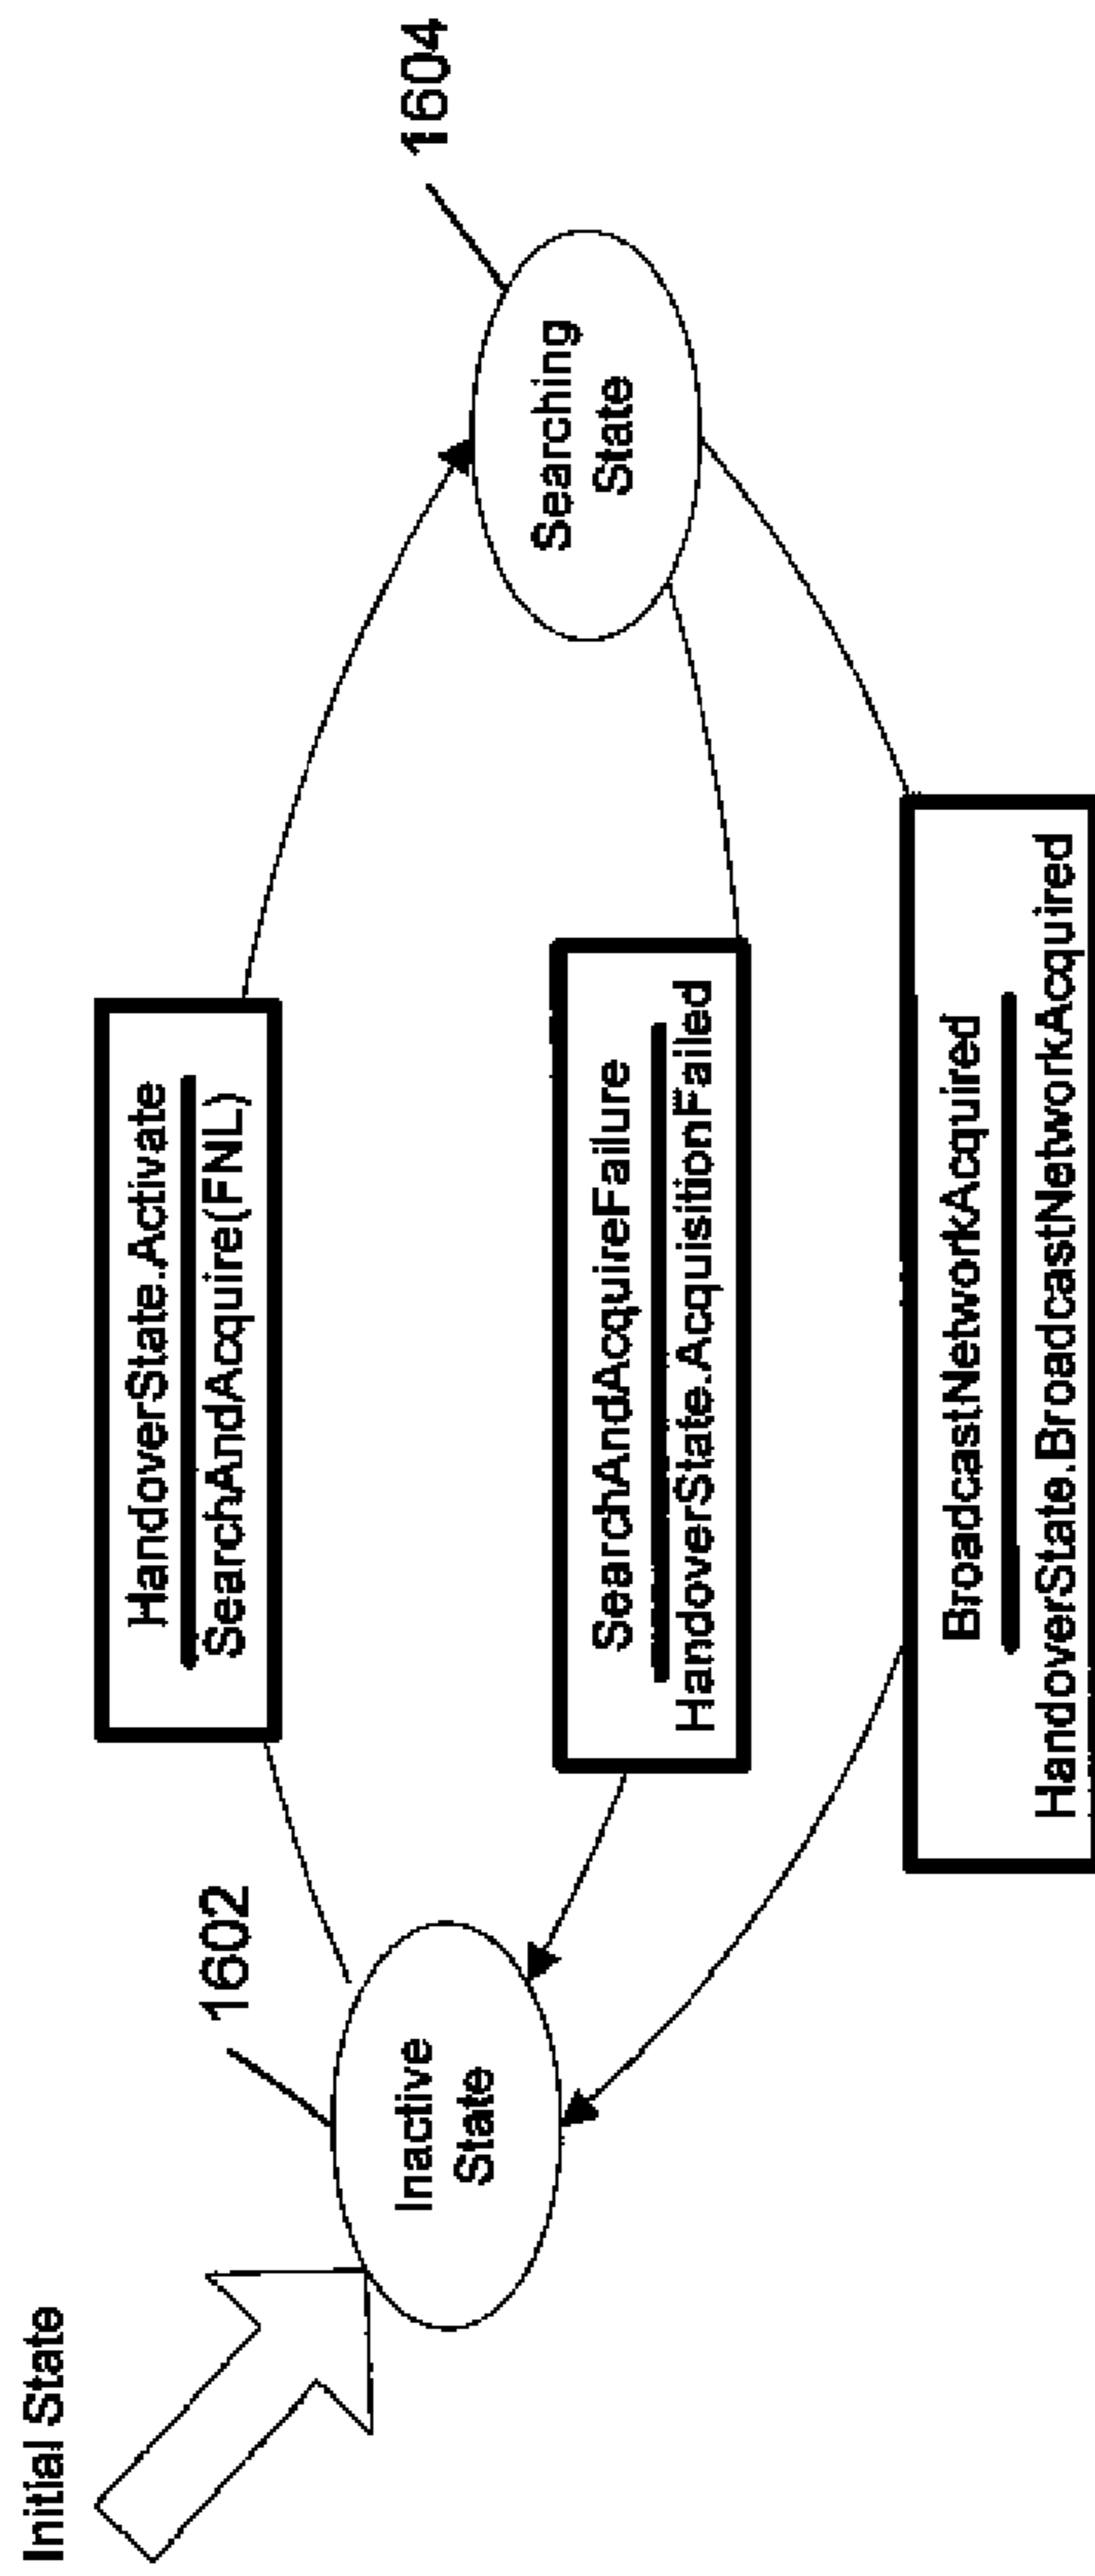 Initial State
1602
Inactive
State
HandoverState.Activate
SearchAndAcquire(FNL)
SearchAndAcquireFailure
HandoverState.AcquisitionFailed
BroadcastNetworkAcquired
HandoverState.BroadcastNetworkAcquired
Searching
State
1604